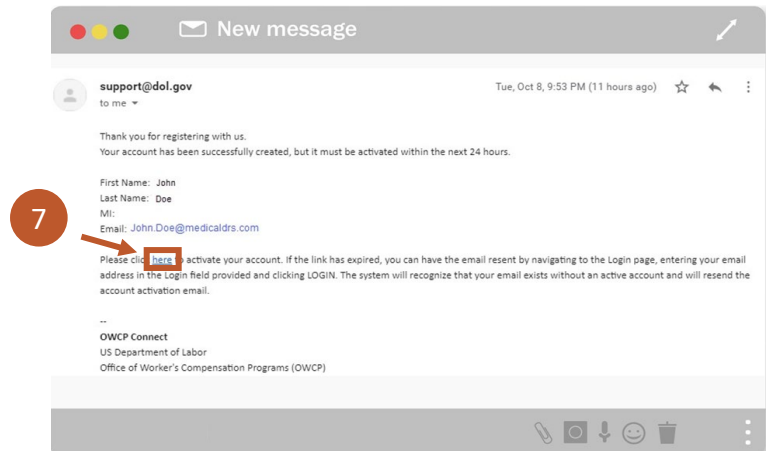 New message
support@dol.gov
Tue, Oct 8, 9:53 PM (11 hours ago)
to me
Thank you for registering with us.
Your account has been successfully created, but it must be activated within the next 24 hours.
First Name: John
Last Name: Doe
MI:
Email: John.Doe@medicaldrs.com
7
Please clic here to activate your account. If the link has expired, you can have the email resent by navigating to the Login page, entering your email
address in the Login field provided and clicking LOGIN. The system will recognize that your email exists without an active account and will resend the
account activation email.
--
OWCP Connect
US Department of Labor
Office of Worker's Compensation Programs (OWCP)